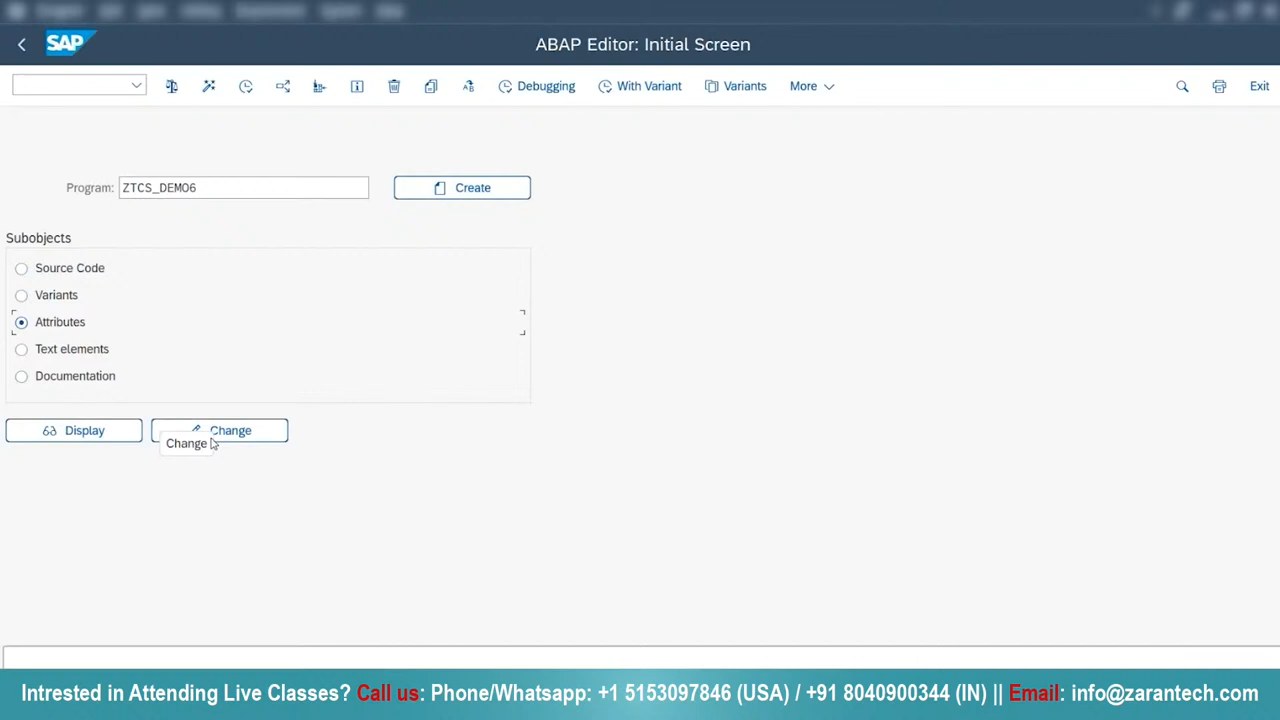 SAP
ABAP Editor: Initial Screen
Debugging With Variant Variants More Exit
Program: ZTCS_DEMO6 Create
Subobjects
Source Code
Variants
Attributes
Text elements
Documentation
Display Change
Change
Intrested in Attending Live Classes? Call us: Phone/Whatsapp: +1 5153097846 (USA) / +91 8040900344 (IN) || Email: info@zarantech.com